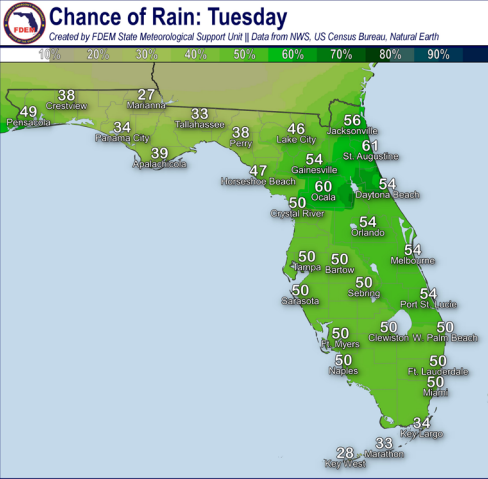 Chance of Rain: Tuesday
Created by FDEM State Meteorological Support Unit || Data from NWS, US Census Bureau, Natural Earth
FDEM
10% 20% 30% 40% 50% 60% 70% 80% 90%
38
Crestview
27
Marianna
49
Pensacola
33
Tallahassee
34
Panama City
38
Perry
46
Lake City
56
Jacksonville
39
Apalachicola
61
St. Augustine
54
Gainesville
47
Horseshoe Beach
60
Ocala
54
Daytona Beach
50
Crystal River
54
Orlando
54
Melbourne
50
Tampa
50
Bartow
50
Sebring
50
Sarasota
54
Port St. Lucie
50
Ft. Myers
50
Clewiston
50
W. Palm Beach
50
Naples
50
Ft. Lauderdale
50
Miami
34
Key Largo
33
Marathon
28
Key West